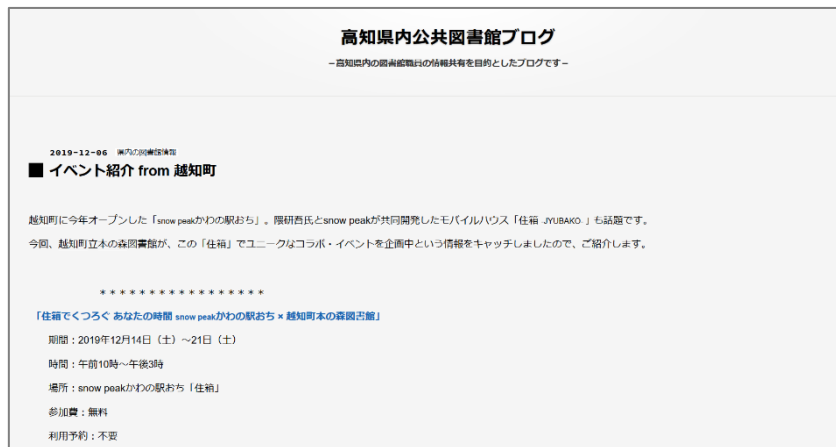 高知県内公共図書館ブログ
－高知県内の図書館職員の情報共有を目的としたブログです－
2019-12-06 県内の図書館情報
■ イベント紹介 from 越知町
越知町に今年オープンした「snow peakかわの駅おち」。隈研吾氏とsnow peakが共同開発したモバイルハウス「住箱 -JYUBAKO-」も話題です。
今回、越知町立本の森図書館が、この「住箱」でユニークなコラボ・イベントを企画中という情報をキャッチしましたので、ご紹介します。
＊＊＊＊＊＊＊＊＊＊＊＊＊＊＊＊＊
「住箱でくつろぐ あなたの時間 snow peakかわの駅おち × 越知町本の森図書館」
期間：2019年12月14日（土）～21日（土）
時間：午前10時～午後3時
場所：snow peakかわの駅おち「住箱」
参加費：無料
利用予約：不要